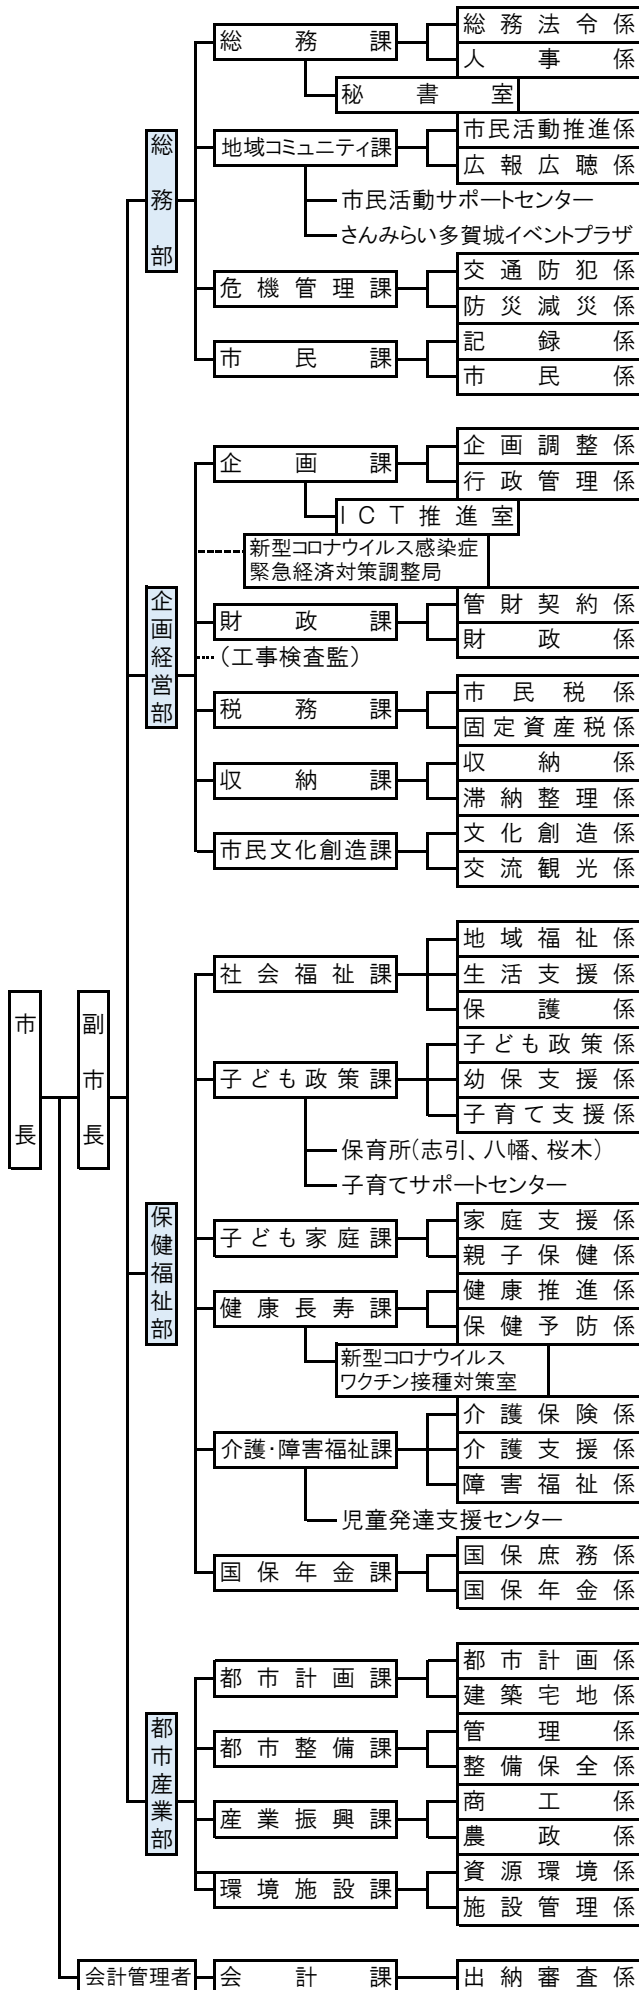 総務課
総務法令係
人事係
秘書室
総務部
地域コミュニティ課
市民活動推進係
広報広聴係
市民活動サポートセンター
さんみらい多賀城イベントプラザ
危機管理課
交通防犯係
防災減災係
市民課
記録係
市民係
企画課
企画調整係
行政管理係
ICT推進室
新型コロナウイルス感染症
緊急経済対策調整局
企画経営部
財政課
管財契約係
財政係
(工事検査監)
税務課
市民税係
固定資産税係
収納課
収納係
滞納整理係
市民文化創造課
文化創造係
交流観光係
市長
副市長
社会福祉課
地域福祉係
生活支援係
保護係
子ども政策課
子ども政策係
幼保支援係
子育て支援係
保育所(志引、八幡、桜木)
子育てサポートセンター
保健福祉部
子ども家庭課
家庭支援係
親子保健係
健康長寿課
健康推進係
保健予防係
新型コロナウイルス
ワクチン接種対策室
介護・障害福祉課
介護保険係
介護支援係
障害福祉係
児童発達支援センター
国保年金課
国保庶務係
国保年金係
都市産業部
都市計画課
都市計画係
建築宅地係
都市整備課
管理係
整備保全係
産業振興課
商工係
農政係
環境施設課
資源環境係
施設管理係
会計管理者
会計課
出納審査係